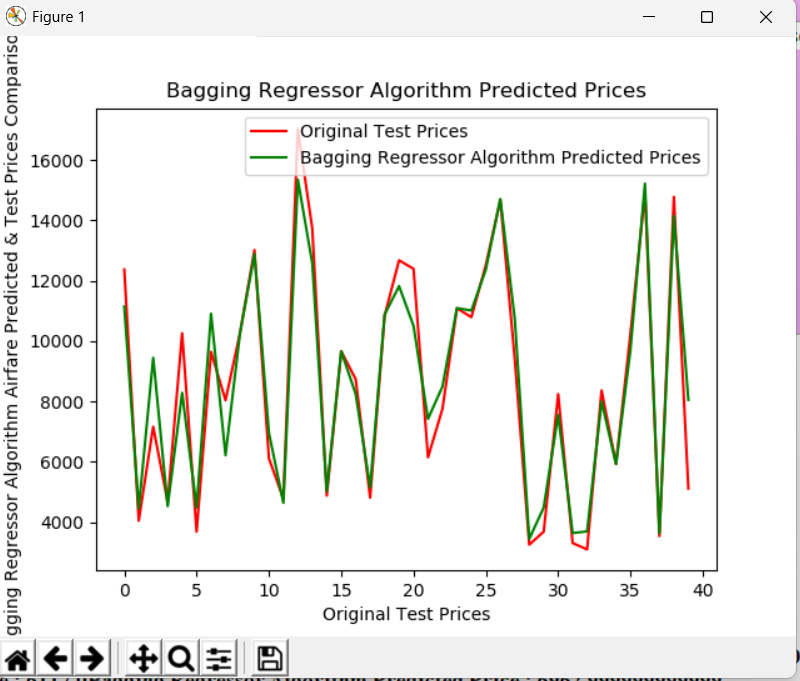 Figure 1
Bagging Regressor Algorithm Predicted Prices
Original Test Prices
Bagging Regressor Algorithm Predicted Prices
gging Regressor Algorithm Airfare Predicted & Test Prices Compariso
16000
14000
12000
10000
8000
6000
4000
0 5 10 15 20 25 30 35 40
Original Test Prices